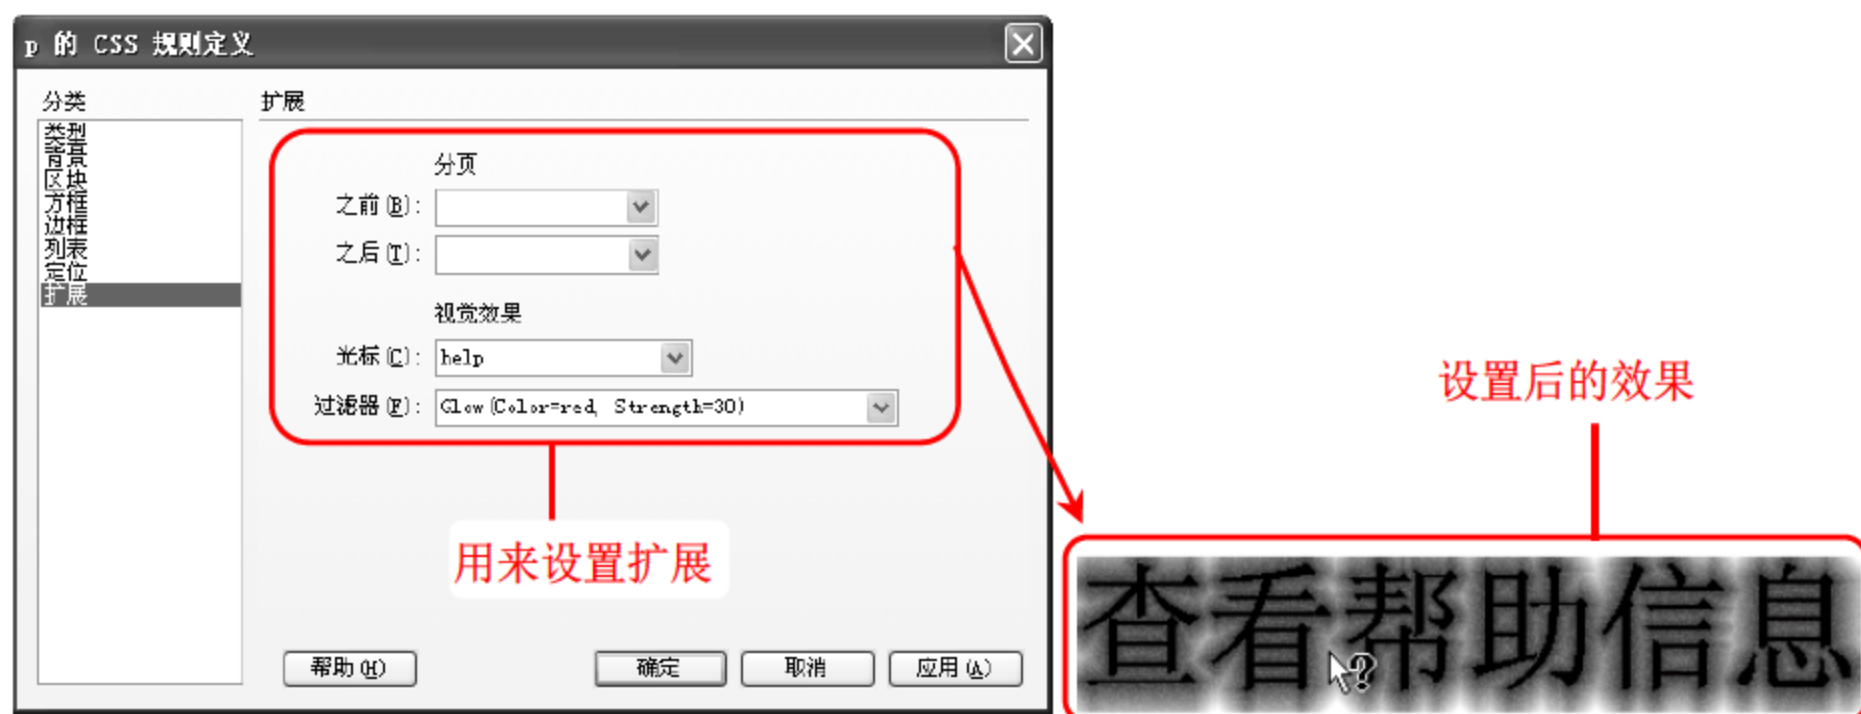 p 的 CSS 规则定义
分类
类型
背景
区块
方框
边框
列表
定位
扩展
扩展
分页
之前(B):
之后(T):
视觉效果
光标(C): help
过滤器(F): Glow(Color=red, Strength=30)
用来设置扩展
帮助(H) 确定 取消 应用(A)
设置后的效果
查看帮助信息